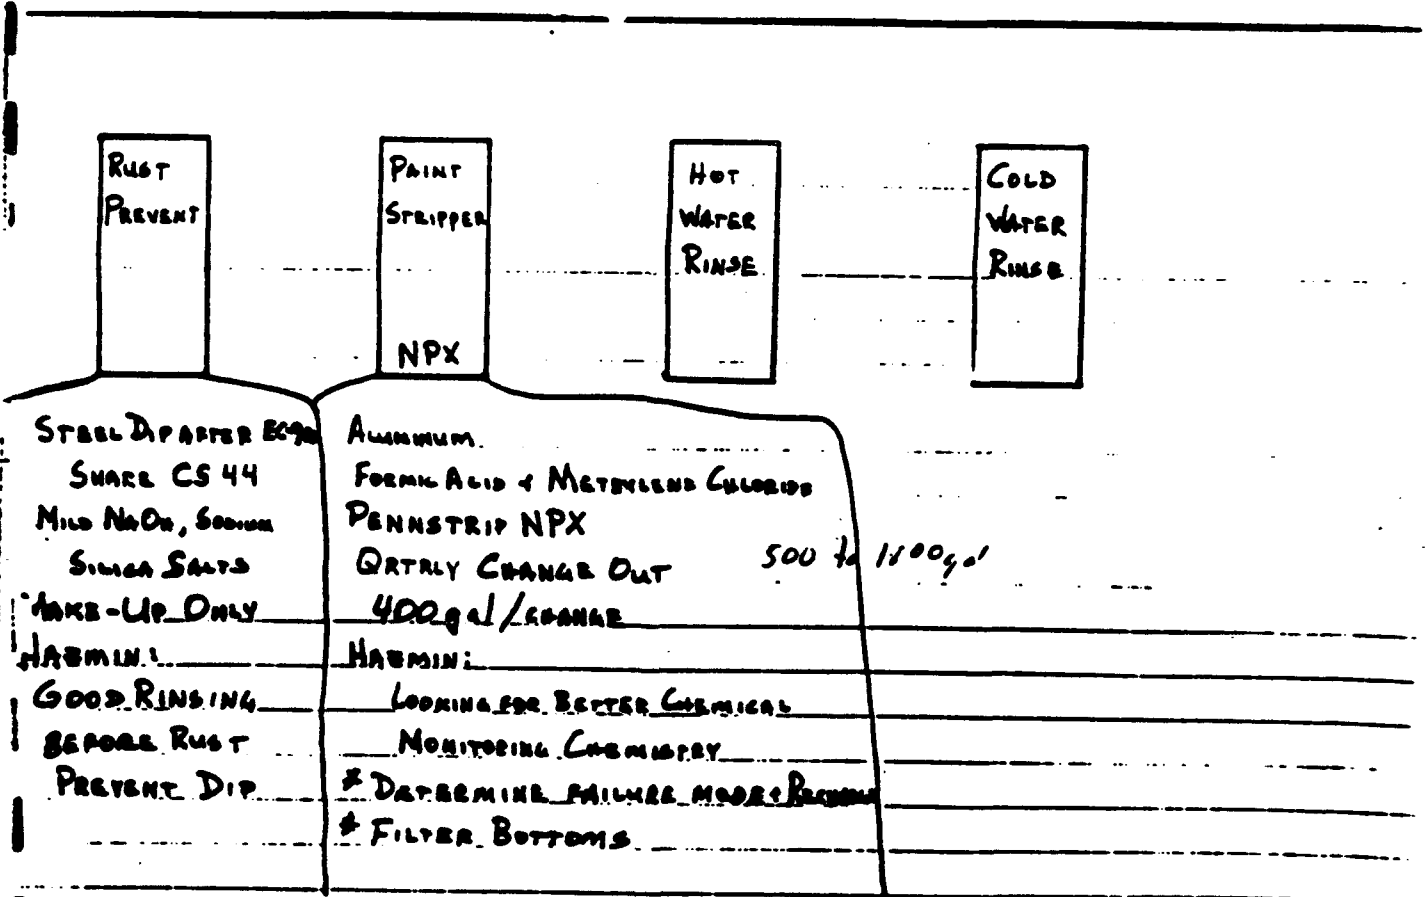 RUST
PREVENT
PAINT
STRIPPER
NPX
HOT
WATER
RINSE
COLD
WATER
RINSE
STEEL DIP AFTER
SHARE CS 44
MILD NaOH, SODIUM
SILICA SALTS
MAKE-UP ONLY
HAZMIN:
GOOD RINSING
BEFORE RUST
PREVENT DIP
ALUMINUM
FORMIC ACID & METHYLENE CHLORIDE
PENNSTRIP NPX
QRTRLY CHANGE OUT
500 to gal
400 gal/CHANGE
HAZMIN:
LOOKING FOR BETTER CHEMICAL
MONITORING CHEMISTRY
* DETERMINE FAILURE MODE &
* FILTER BOTTOMS